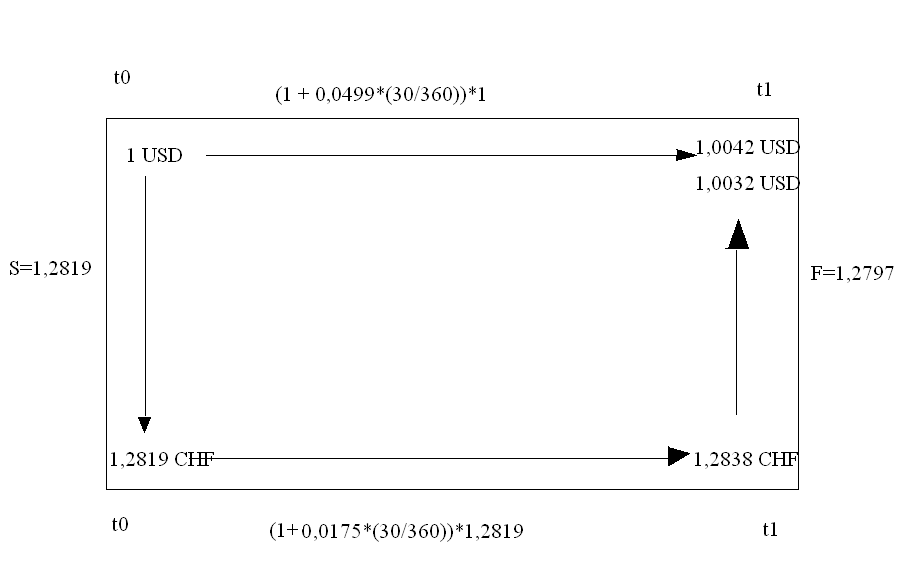 t0
(1 + 0,0499*(30/360))*1
t1
1 USD
1,0042 USD
1,0032 USD
S=1,2819
F=1,2797
1,2819 CHF
1,2838 CHF
t0
(1+0,0175*(30/360))*1,2819
t1